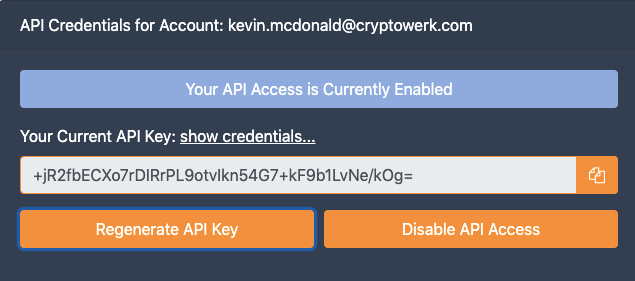 API Credentials for Account: kevin.mcdonald@cryptowerk.com
Your API Access is Currently Enabled
Your Current API Key: show credentials...
+jR2fbECXo7rDlRrPL9otvIkn54G7+kF9b1LvNe/kOg=
Regenerate API Key
Disable API Access